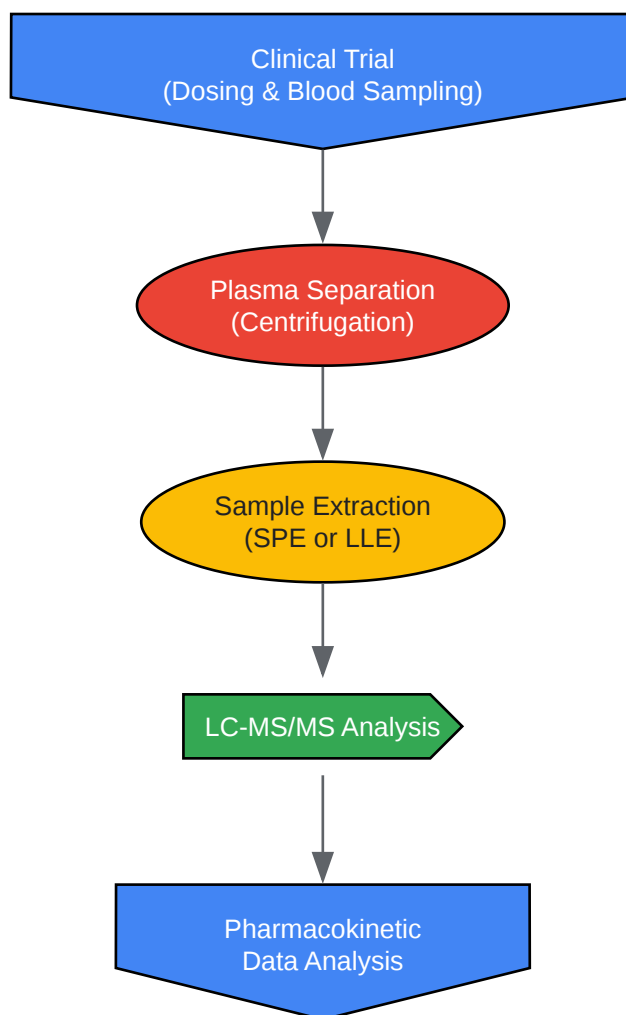 Clinical Trial
(Dosing & Blood Sampling)
Plasma Separation
(Centrifugation)
Sample Extraction
(SPE or LLE)
LC-MS/MS Analysis
Pharmacokinetic
Data Analysis